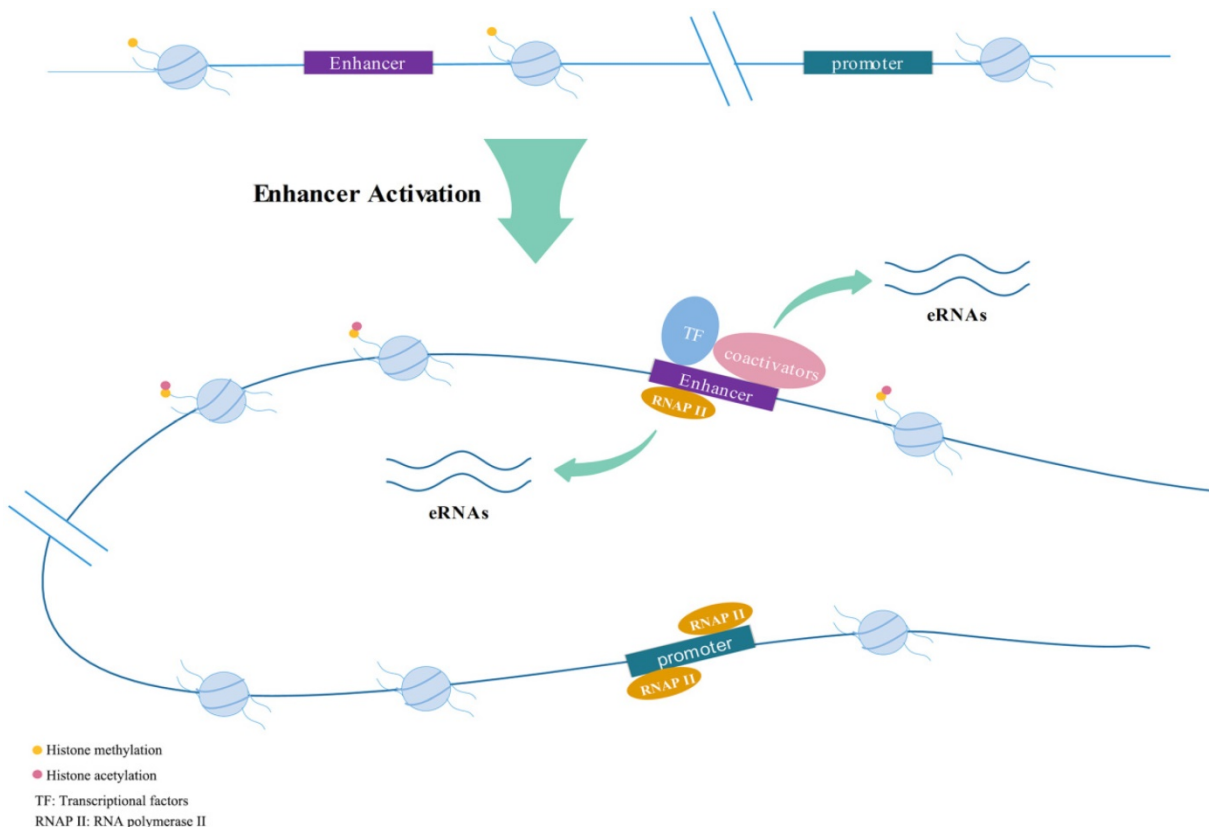 Enhancer
promoter
Enhancer Activation
eRNAs
TF
coactivators
Enhancer
RNAP II
eRNAs
RNAP II
promoter
RNAP II
Histone methylation
Histone acetylation
TF: Transcriptional factors
RNAP II: RNA polymerase II